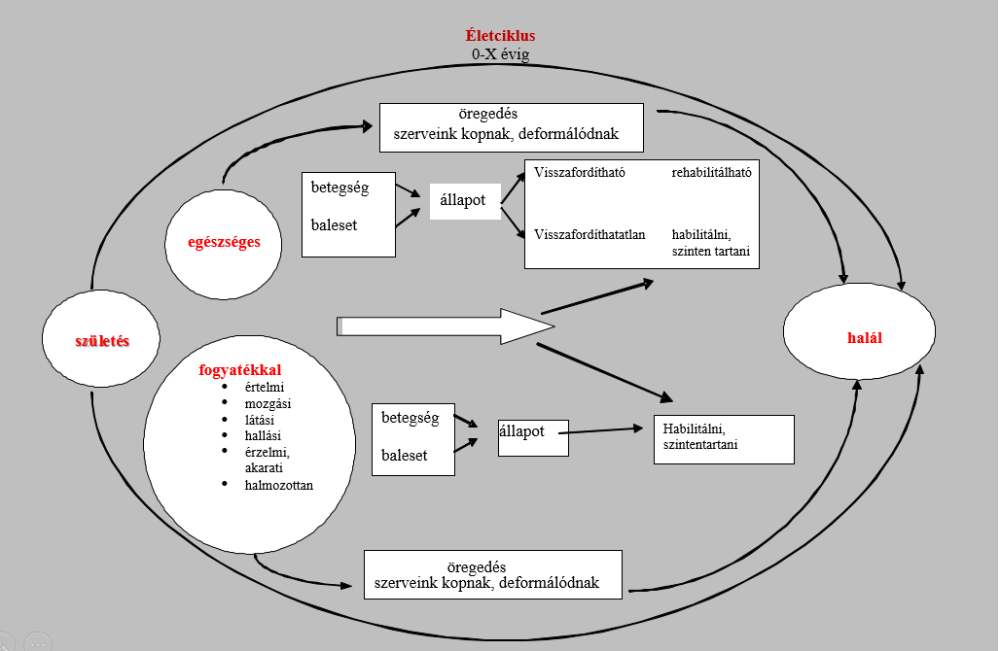 Életciklus
0-X évig
öregedés
szerveink kopnak, deformálódnak
betegség
baleset
állapot
Visszafordítható rehabilitálható
Visszafordíthatatlan habilitálni,
szinten tartani
egészséges
születés
halál
fogyatékkal
• értelmi
• mozgási
• látási
• hallási
• érzelmi,
akarati
• halmozottan
betegség
baleset
állapot
Habilitálni,
szintentartani
öregedés
szerveink kopnak, deformálódnak